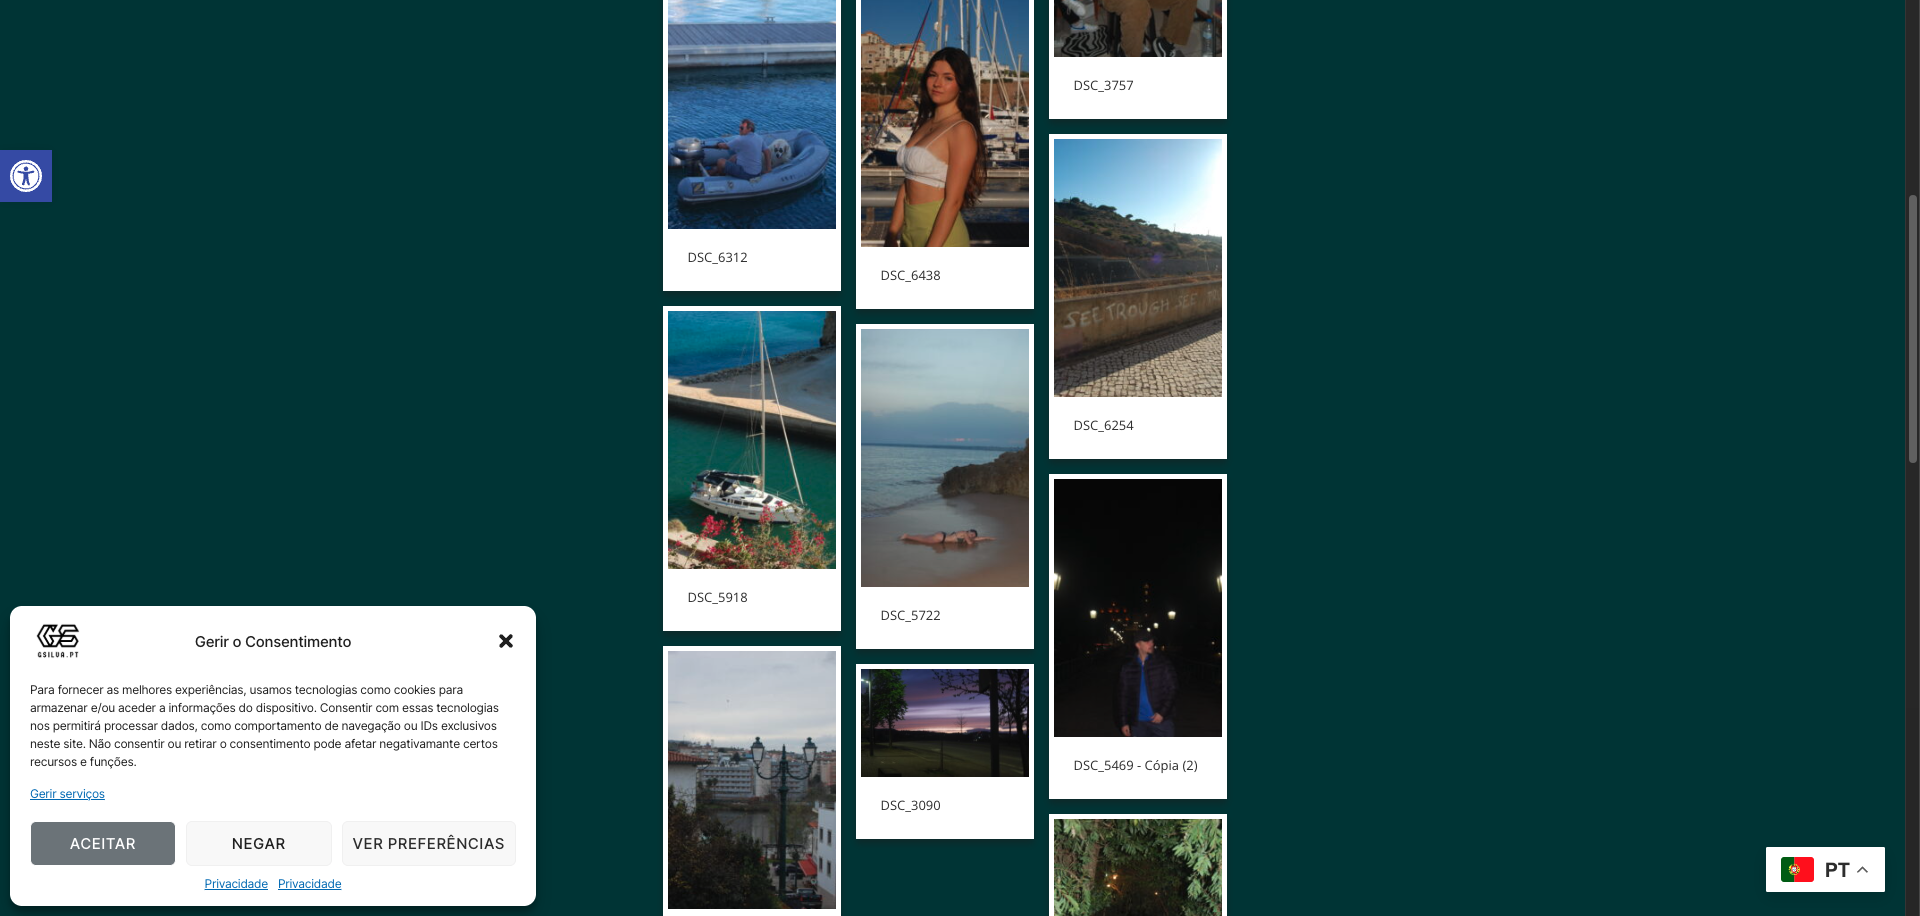 DSC_3757
DSC_6312
DSC_6438
SEE TROUGH SEE
DSC_6254
DSC_5918
DSC_5722
DSC_5469 - Cópia (2)
DSC_3090
GSILVA.PT
Gerir o Consentimento
Para fornecer as melhores experiências, usamos tecnologias como cookies para
armazenar e/ou aceder a informações do dispositivo. Consentir com essas tecnologias
nos permitirá processar dados, como comportamento de navegação ou IDs exclusivos
neste site. Não consentir ou retirar o consentimento pode afetar negativamante certos
recursos e funções.
Gerir serviços
ACEITAR NEGAR VER PREFERÊNCIAS
Privacidade Privacidade
PT